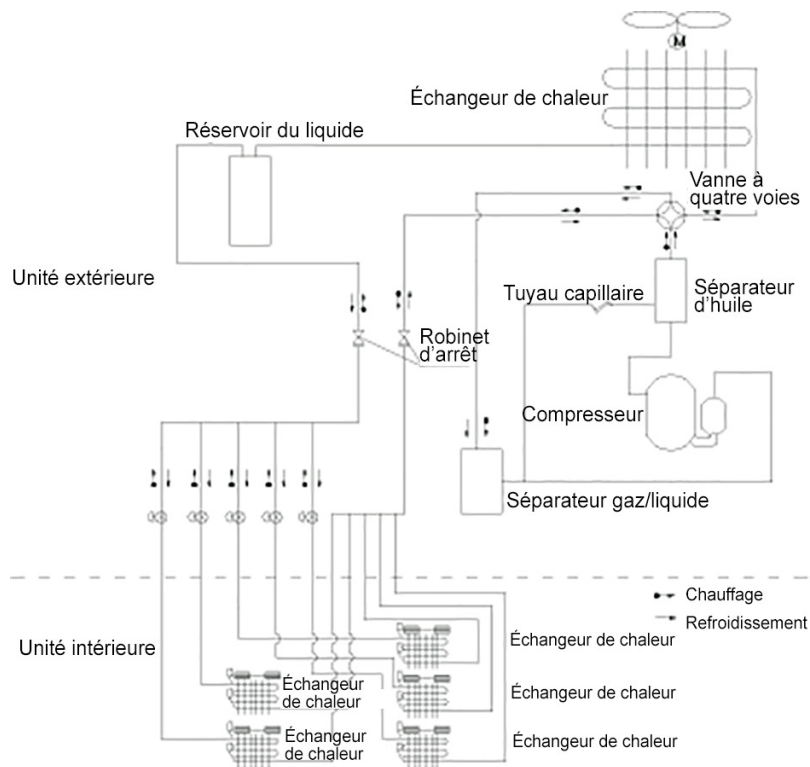 M
Échangeur de chaleur
Réservoir du liquide
Vanne à
quatre voies
Unité extérieure
Tuyau capillaire
Séparateur
d'huile
Robinet
d'arrêt
Compresseur
Séparateur gaz/liquide
Chauffage
Refroidissement
Unité intérieure
Échangeur de chaleur
Échangeur
de chaleur
Échangeur de chaleur
Échangeur
de chaleur
Échangeur de chaleur